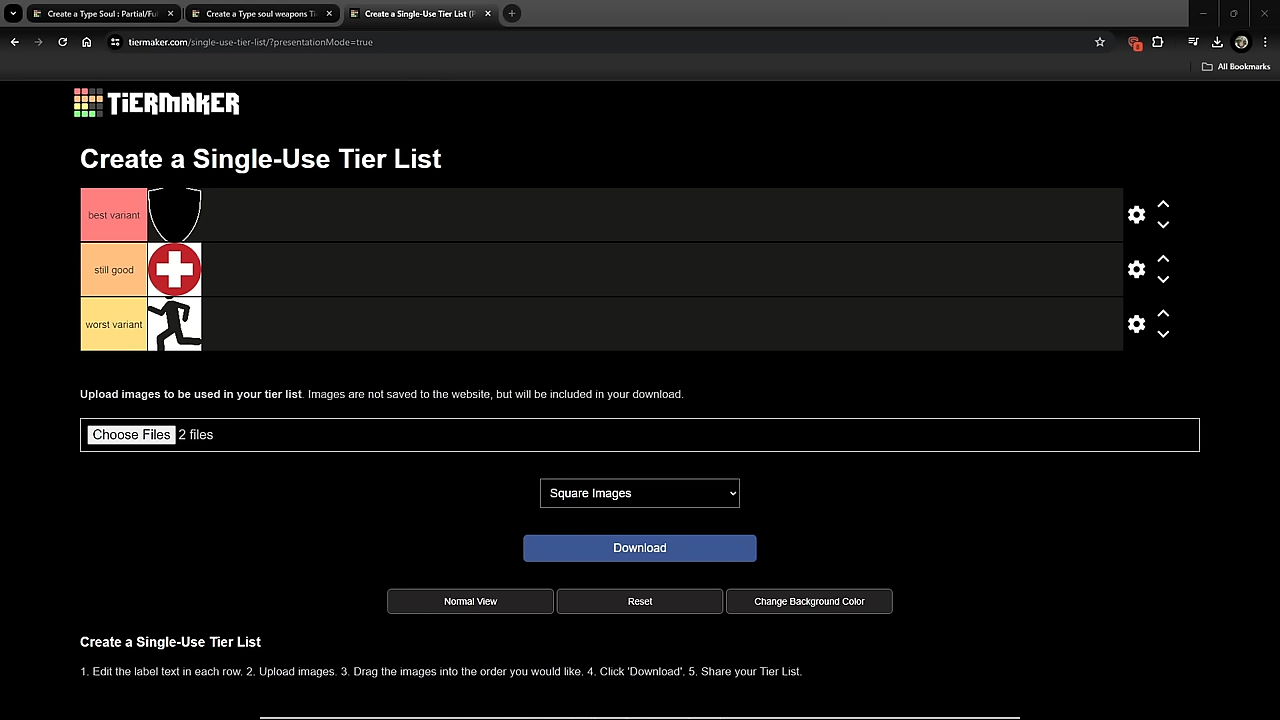 Create a Type Soul : Partial/Ful
Create a Type soul weapons Ti
Create a Single-Use Tier List (P
tiermaker.com/single-use-tier-list/?presentationMode=true
All Bookmarks
TiERMAKER
Create a Single-Use Tier List
best variant
still good
worst variant
Upload images to be used in your tier list. Images are not saved to the website, but will be included in your download.
Choose Files 2 files
Square Images
Download
Normal View
Reset
Change Background Color
Create a Single-Use Tier List
1. Edit the label text in each row. 2. Upload images. 3. Drag the images into the order you would like. 4. Click 'Download'. 5. Share your Tier List.